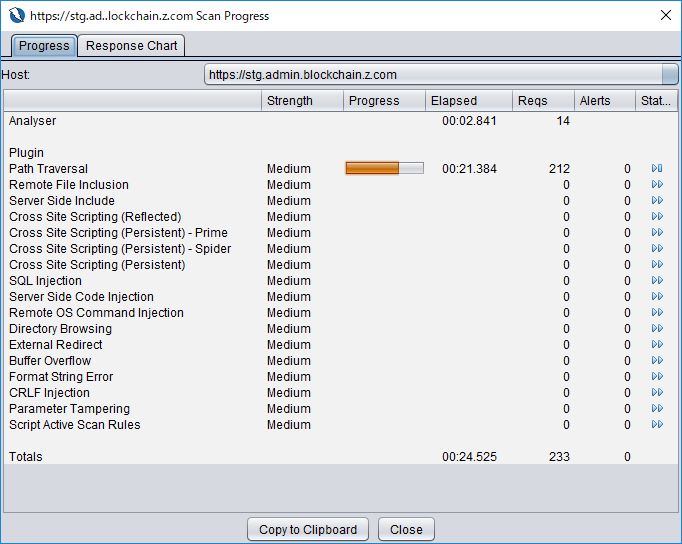 https://stg.ad..lockchain.z.com Scan Progress
Progress Response Chart
Host: https://stg.admin.blockchain.z.com
Strength Progress Elapsed Reqs Alerts Stat...
Analyser 00:02.841 14
Plugin
Path Traversal Medium 00:21.384 212 0
Remote File Inclusion Medium 0 0
Server Side Include Medium 0 0
Cross Site Scripting (Reflected) Medium 0 0
Cross Site Scripting (Persistent) - Prime Medium 0 0
Cross Site Scripting (Persistent) - Spider Medium 0 0
Cross Site Scripting (Persistent) Medium 0 0
SQL Injection Medium 0 0
Server Side Code Injection Medium 0 0
Remote OS Command Injection Medium 0 0
Directory Browsing Medium 0 0
External Redirect Medium 0 0
Buffer Overflow Medium 0 0
Format String Error Medium 0 0
CRLF Injection Medium 0 0
Parameter Tampering Medium 0 0
Script Active Scan Rules Medium 0 0
Totals 00:24.525 233 0
Copy to Clipboard Close